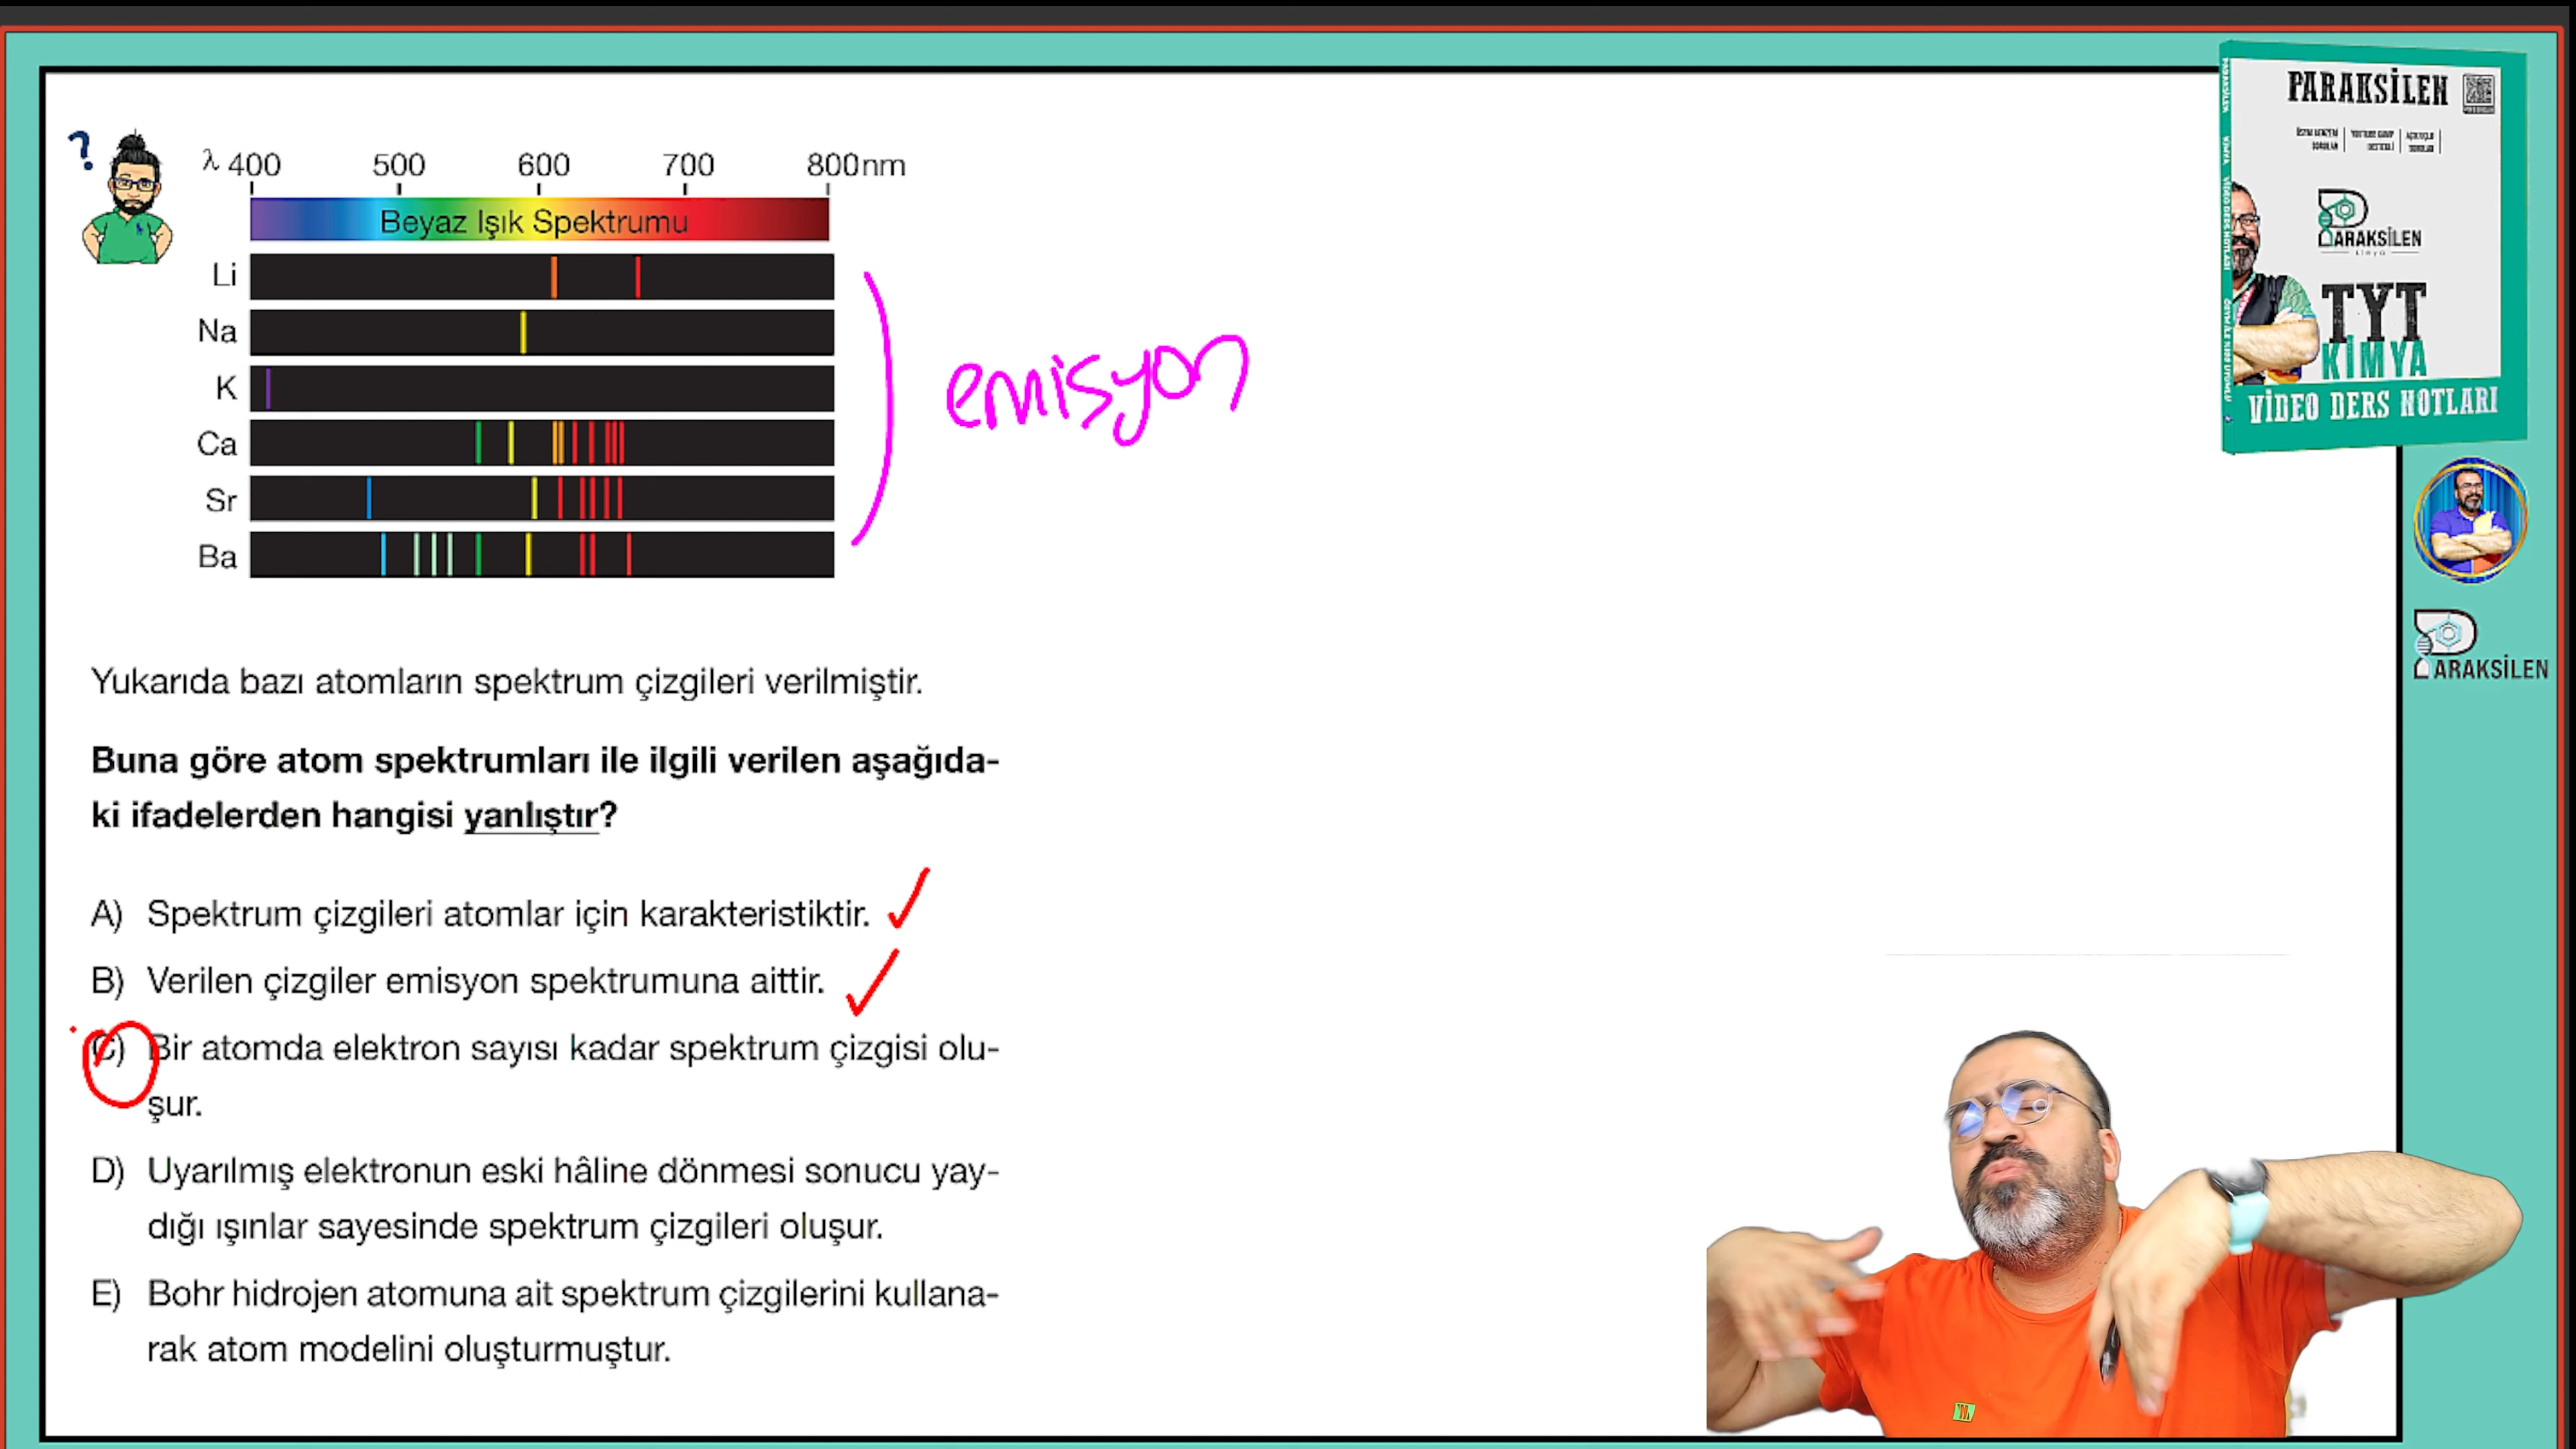 ?
λ 400 500 600 700 800nm
Beyaz Işık Spektrumu
Li
Na
K
Ca
Sr
Ba
emisyon
Yukarıda bazı atomların spektrum çizgileri verilmiştir.
Buna göre atom spektrumları ile ilgili verilen aşağıda-
ki ifadelerden hangisi yanlıştır?
A) Spektrum çizgileri atomlar için karakteristiktir.
B) Verilen çizgiler emisyon spektrumuna aittir.
C) Bir atomda elektron sayısı kadar spektrum çizgisi olu-
şur.
D) Uyarılmış elektronun eski hâline dönmesi sonucu yay-
dığı ışınlar sayesinde spektrum çizgileri oluşur.
E) Bohr hidrojen atomuna ait spektrum çizgilerini kullana-
rak atom modelini oluşturmuştur.
PARAKSİLEN
PARAKSİLEN
kimya
TYT
KİMYA
VİDEO DERS NOTLARI
PARAKSİLEN